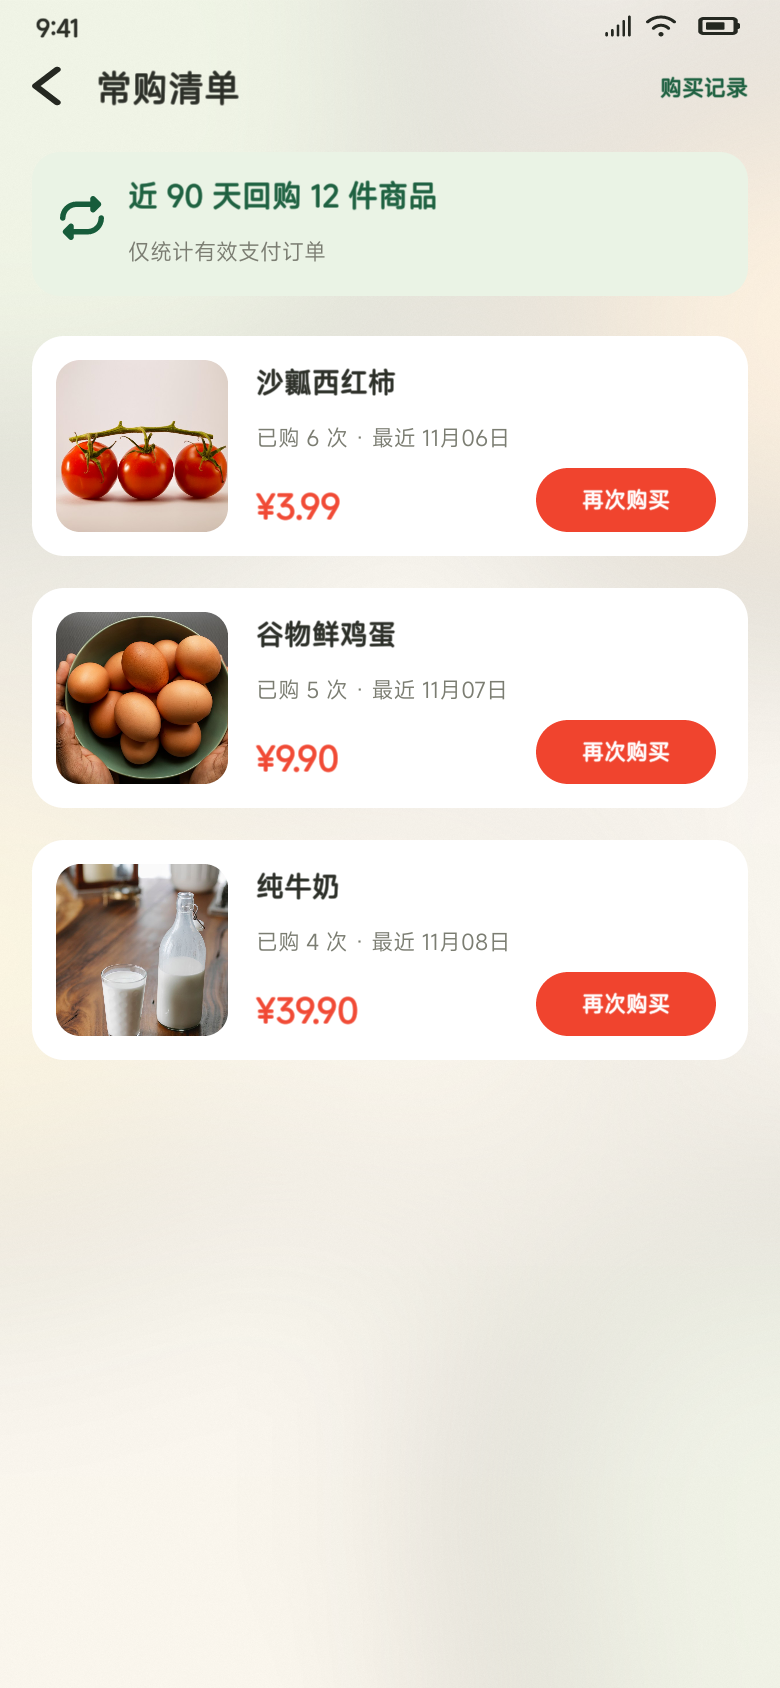 9:41
常购清单
购买记录
近 90 天回购 12 件商品
仅统计有效支付订单
沙瓤西红柿
已购 6 次 · 最近 11月06日
¥3.99
再次购买
谷物鲜鸡蛋
已购 5 次 · 最近 11月07日
¥9.90
再次购买
纯牛奶
已购 4 次 · 最近 11月08日
¥39.90
再次购买